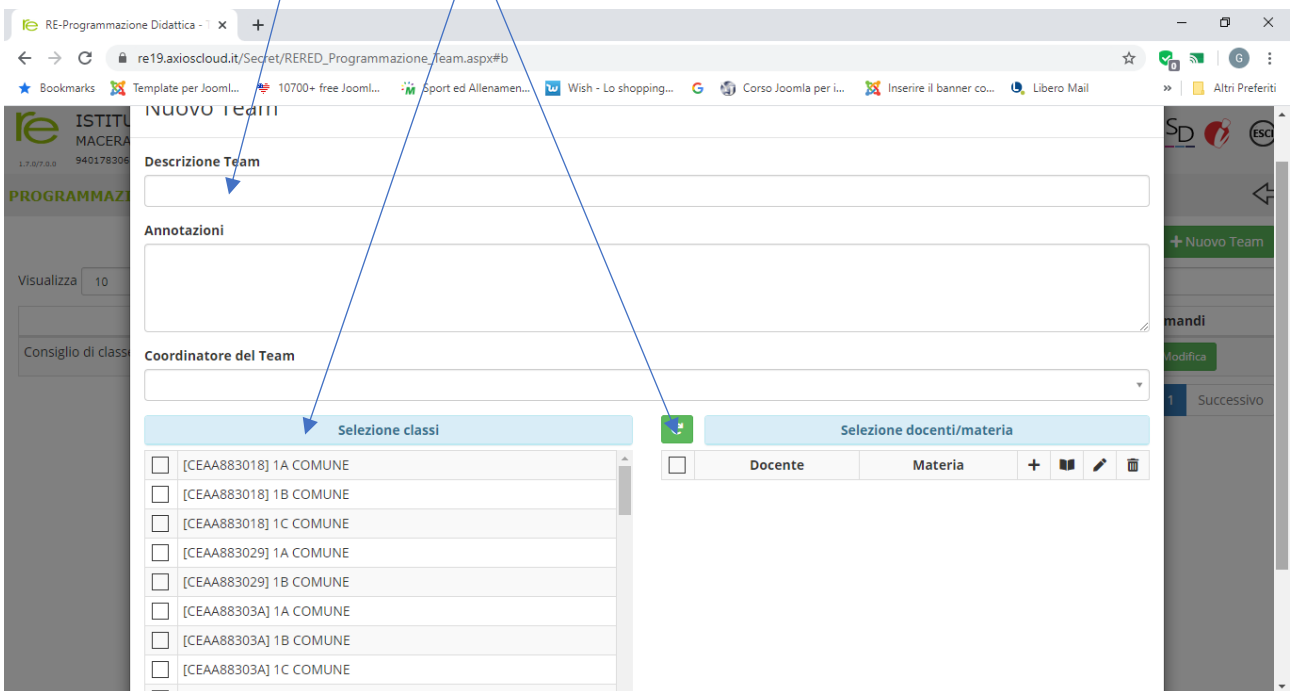 RE-Programmazione Didattica - T
re19.axioscloud.it/Secret/RERED_Programmazione_Team.aspx#b
G
Bookmarks Template per Jooml... 10700+ free Jooml... Sport ed Allenamen... Wish - Lo shopping... Corso Joomla per i... Inserire il banner co... Libero Mail » Altri Preferiti
Nuovo Team
re ISTITU
MACERA
1.7.0/7.0.0 940178306
SD ESCI
Descrizione Team
PROGRAMMAZI
Annotazioni
+ Nuovo Team
Visualizza 10
mandi
Consiglio di classe
Modifica
Coordinatore del Team
1 Successivo
Selezione classi
Selezione docenti/materia
Docente Materia
[CEAA883018] 1A COMUNE
[CEAA883018] 1B COMUNE
[CEAA883018] 1C COMUNE
[CEAA883029] 1A COMUNE
[CEAA883029] 1B COMUNE
[CEAA88303A] 1A COMUNE
[CEAA88303A] 1B COMUNE
[CEAA88303A] 1C COMUNE